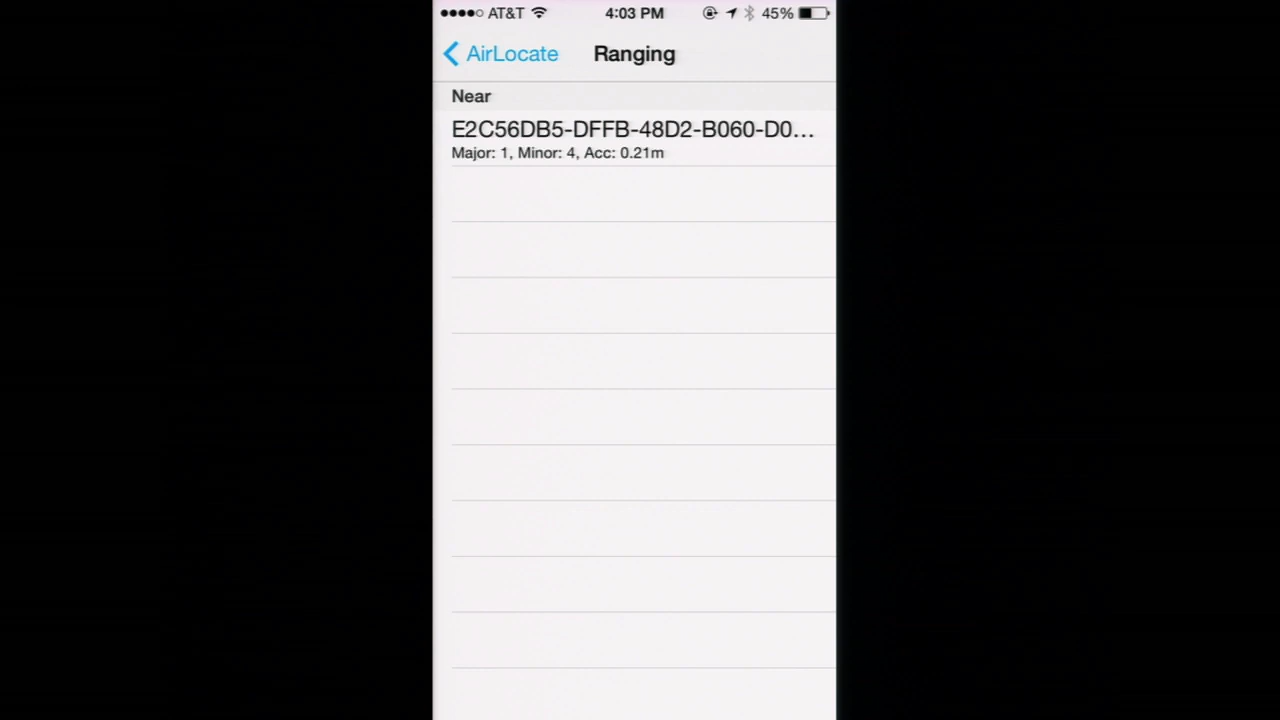 AT&T 4:03 PM 45%
AirLocate Ranging
Near
E2C56DB5-DFFB-48D2-B060-D0...
Major: 1, Minor: 4, Acc: 0.21m